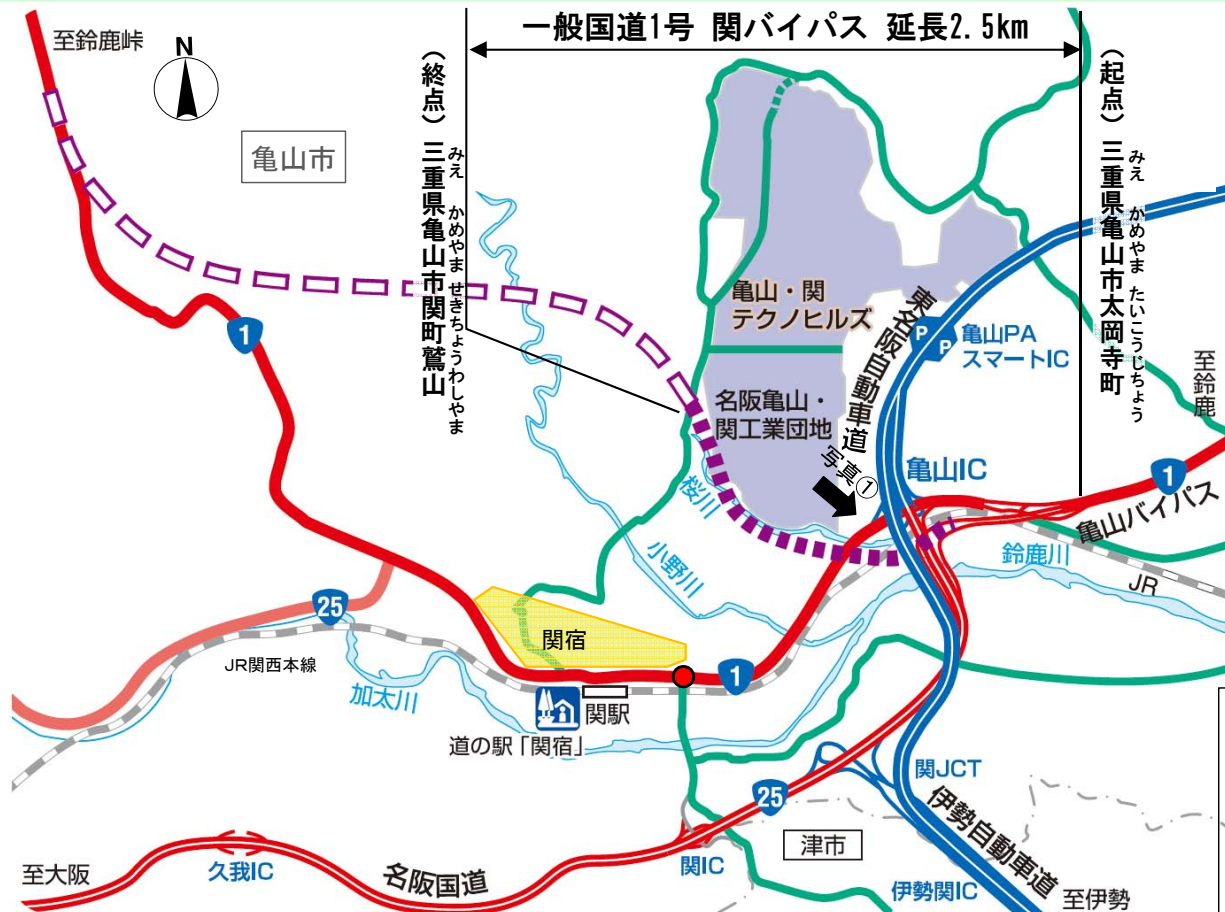 一般国道1号 関バイパス 延長2.5km
至鈴鹿峠
N
亀山市
(終点)三重県亀山市関町鷲山
みえ かめやま せきちょうわしやま
(起点)三重県亀山市太岡寺町
みえ かめやま たいこうじちょう
亀山・関
テクノヒルズ
東名阪自動車道
P
P
亀山PA
スマートIC
至鈴鹿
1
名阪亀山・
関工業団地
写真①
亀山IC
1
亀山バイパス
桜川
小野川
鈴鹿川
JR
25
関宿
JR関西本線
加太川
1
関駅
道の駅「関宿」
関JCT
25
伊勢自動車道
津市
久我IC
名阪国道
関IC
至大阪
伊勢関IC
至伊勢